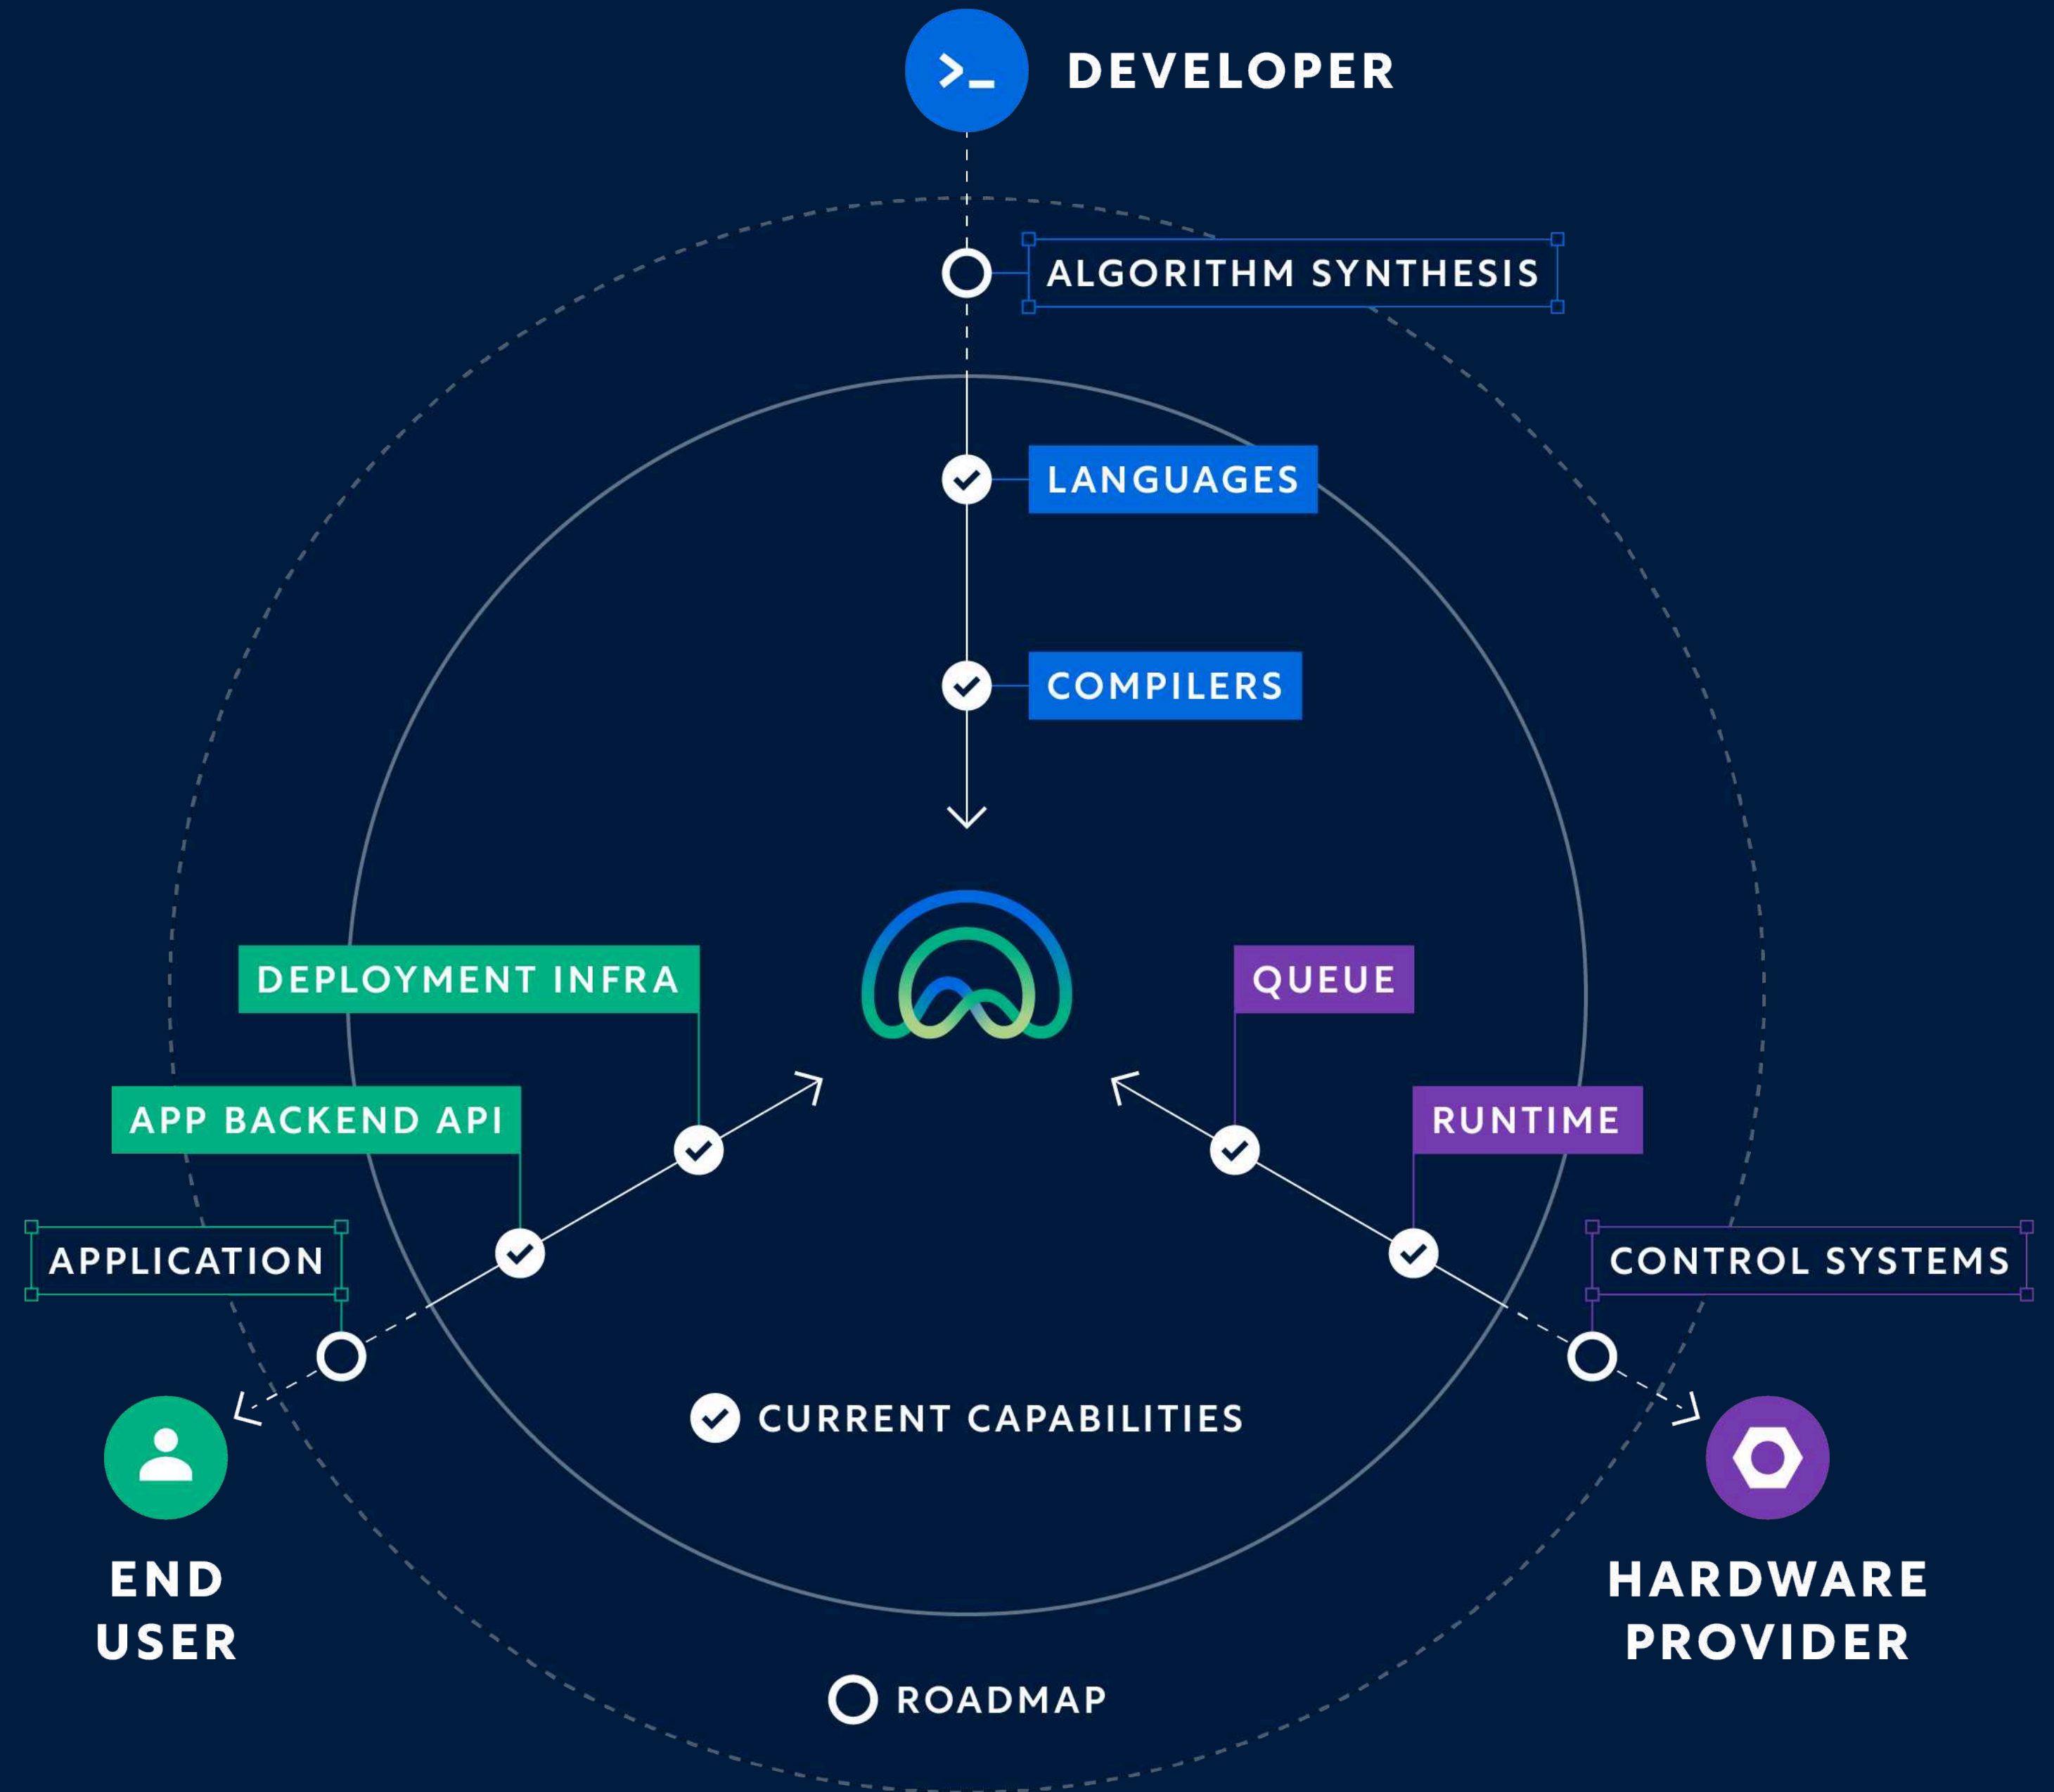 >_ DEVELOPER
ALGORITHM SYNTHESIS
LANGUAGES
COMPILERS
DEPLOYMENT INFRA
QUEUE
APP BACKEND API
RUNTIME
APPLICATION
CONTROL SYSTEMS
CURRENT CAPABILITIES
END
USER
HARDWARE
PROVIDER
ROADMAP